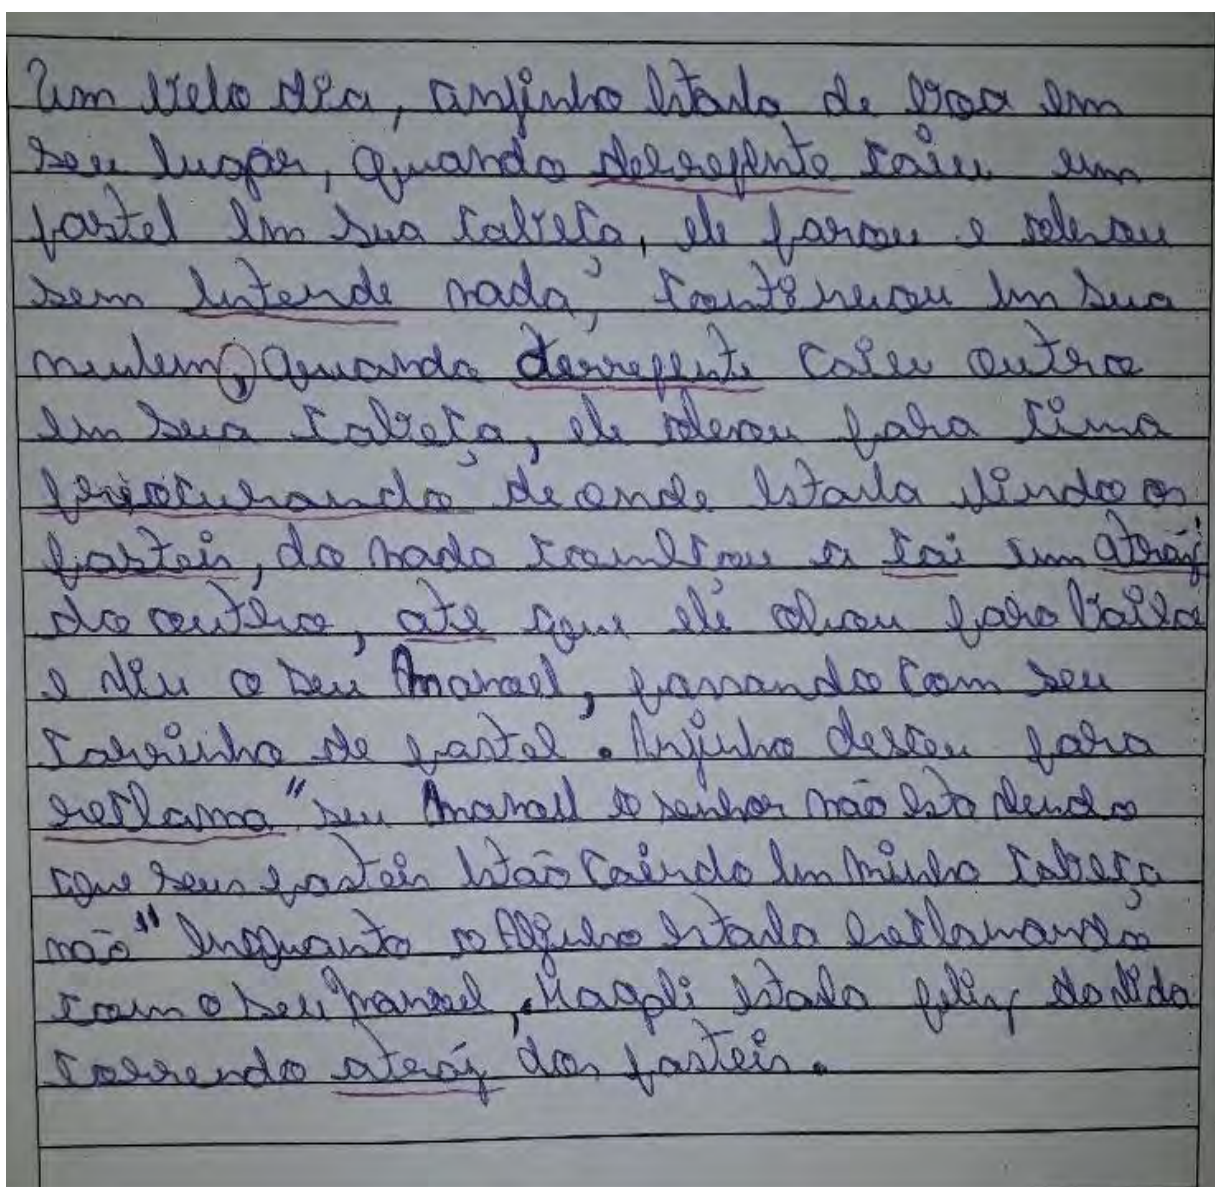 Um belo dia, anjinho estava de boa em
seu lugar, quando derrepente caiu um
pastel em sua cabeça, ele parou e olhou
sem entende nada, continuou em sua
nuvem, quando derrepente caiu outro
em sua cabeça, ele olhou para cima
procurando de onde estava vindo os
pasteis, do nada começou a cai um atráz
do outro, ate que ele olhou para baixo
e viu o seu Manoel, passando com seu
carrinho de pastel. Anjinho desceu para
reclama "seu Manoel o senhor não esta vendo
que seus pasteis estão caindo em minha cabeça
não" enquanto o Anjinho estava reclamando
com o seu Manoel, Magali estava feliz da vida
correndo atráz dos pasteis.